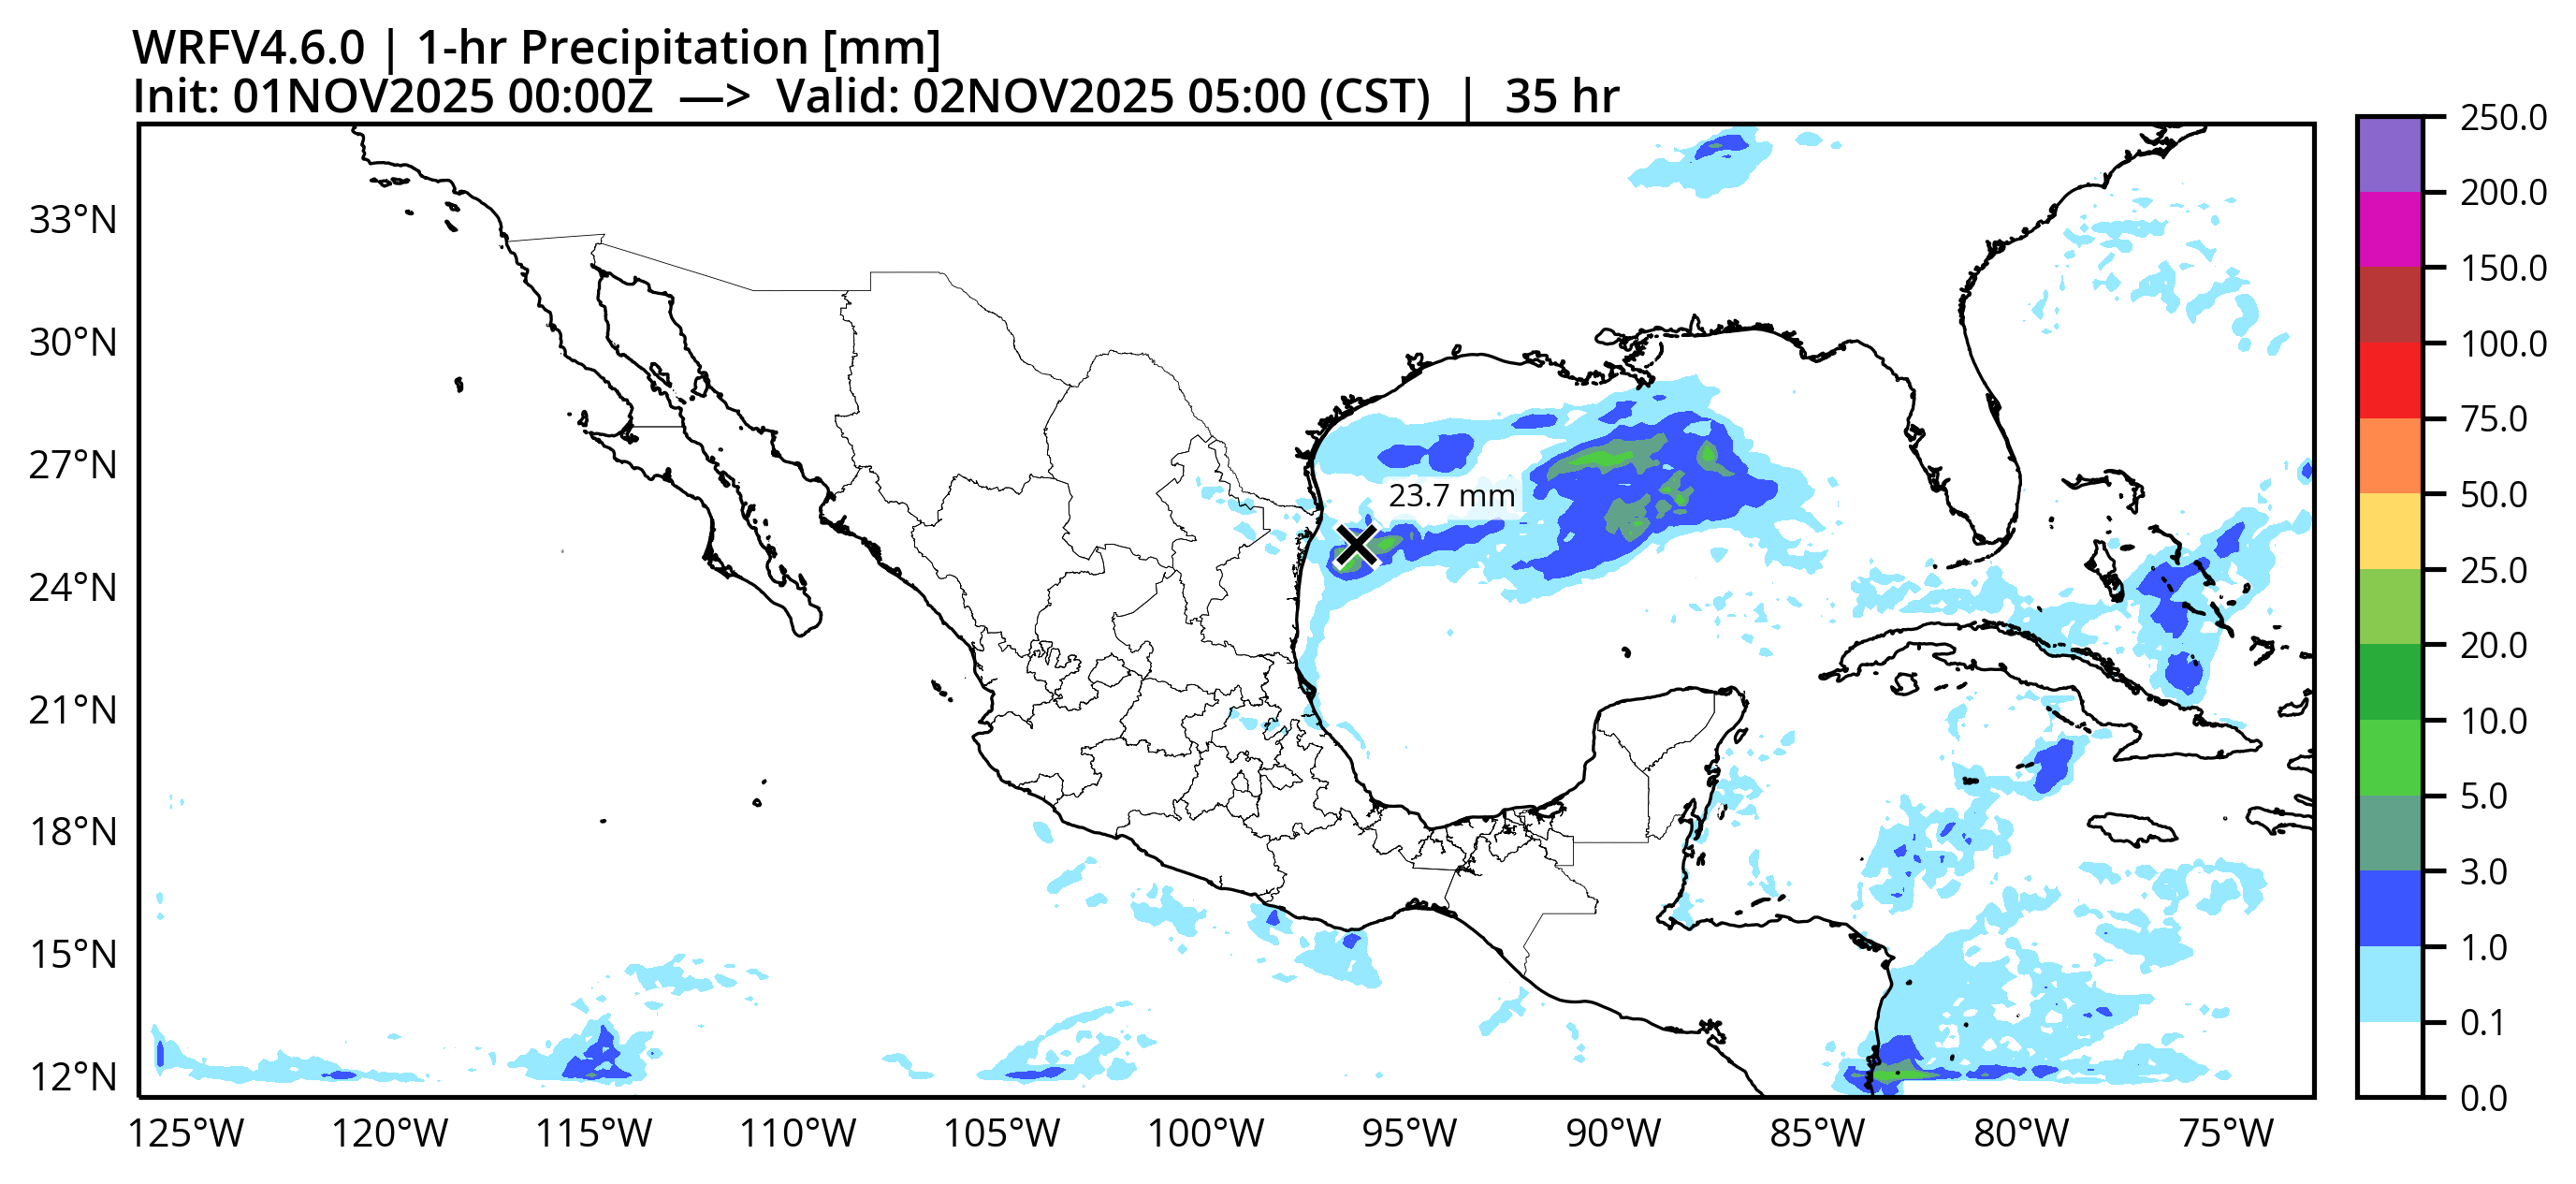 WRFV4.6.0 | 1-hr Precipitation [mm]
Init: 01NOV2025 00:00Z —> Valid: 02NOV2025 05:00 (CST) | 35 hr
250.0
200.0
150.0
100.0
75.0
50.0
25.0
20.0
10.0
5.0
3.0
1.0
0.1
0.0
33°N
30°N
27°N
24°N
21°N
18°N
15°N
12°N
23.7 mm
125°W 120°W 115°W 110°W 105°W 100°W 95°W 90°W 85°W 80°W 75°W